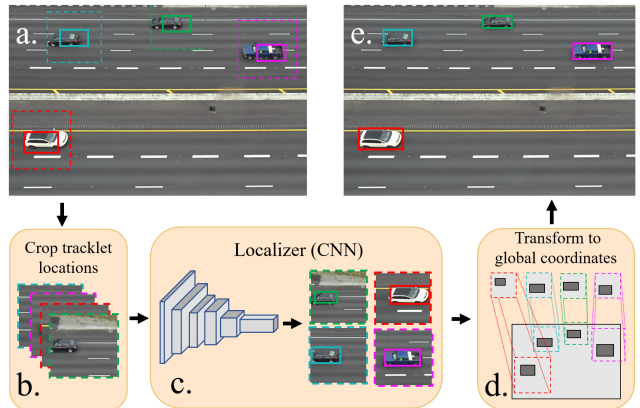 a.
e.
Crop tracklet
locations
b.
Localizer (CNN)
c.
Transform to
global coordinates
d.